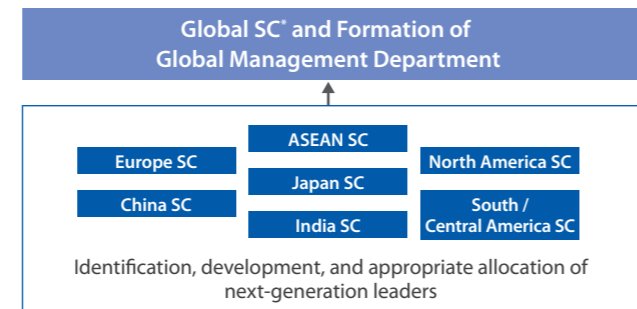 Global SC* and Formation of
Global Management Department
ASEAN SC
Europe SC
North America SC
Japan SC
China SC
South /
Central America SC
India SC
Identification, development, and appropriate allocation of
next-generation leaders